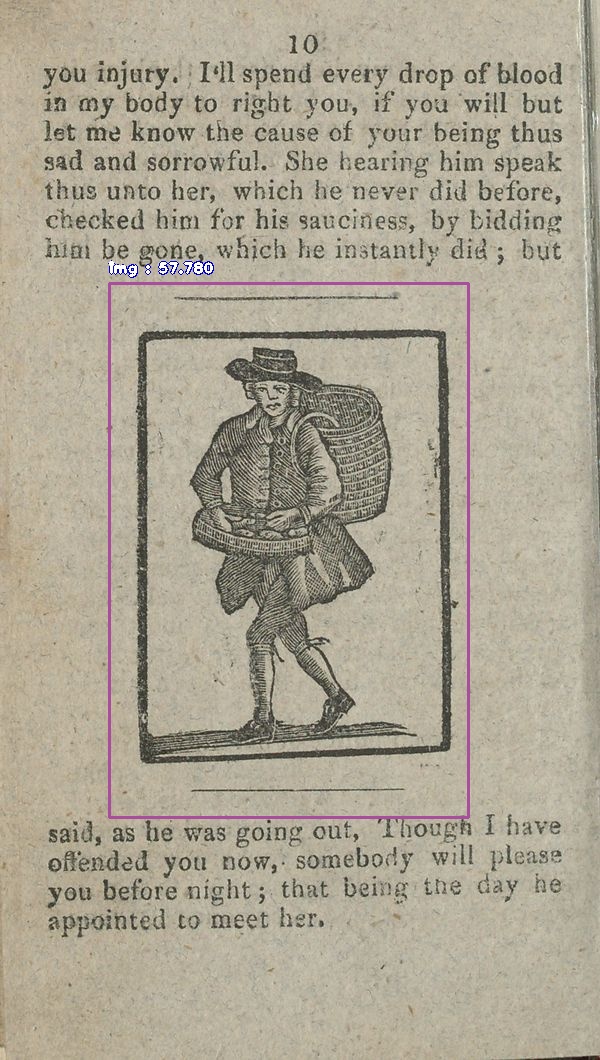 10
you injury. I'll spend every drop of blood
in my body to right you, if you will but
let me know the cause of your being thus
sad and sorrowful. She hearing him speak
thus unto her, which he never did before,
checked him for his sauciness, by bidding
him be gone, which he instantly did ; but
img : 57.780
said, as he was going out, Though I have
offended you now, somebody will please
you before night ; that being the day he
appointed to meet her.